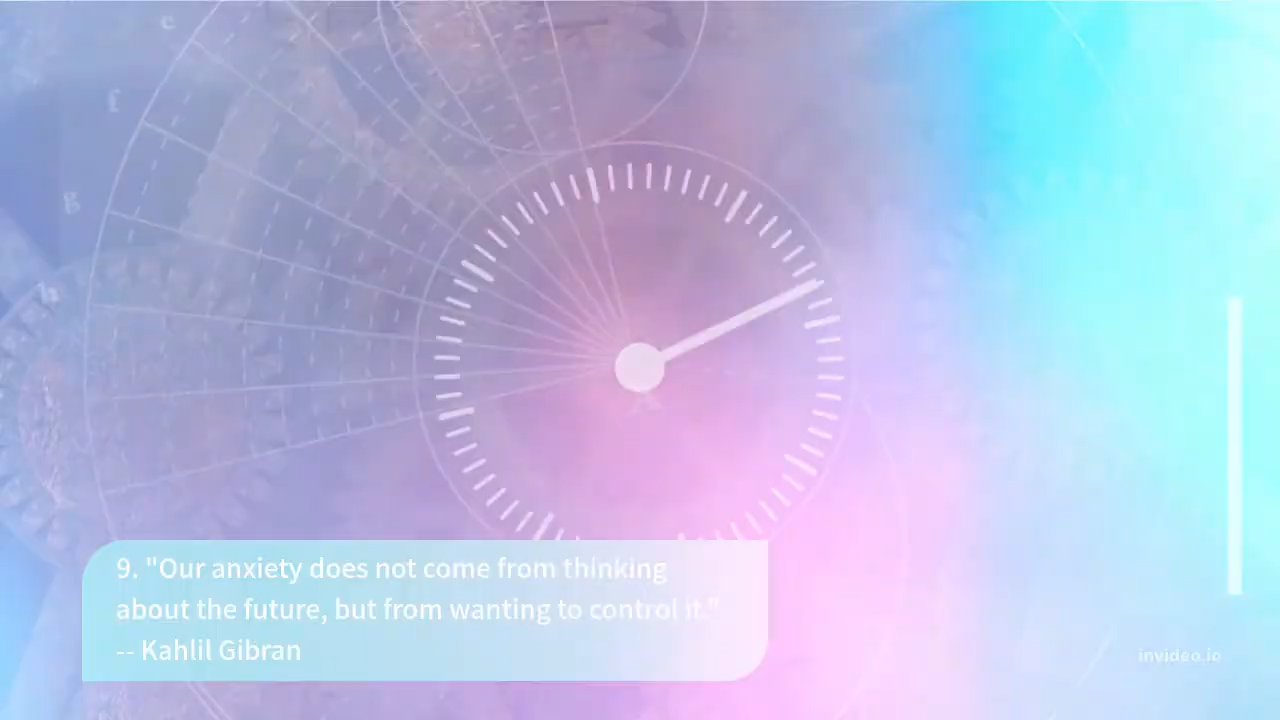 c
f
g
h
9. "Our anxiety does not come from thinking
about the future, but from wanting to control it."
-- Kahlil Gibran
invideo.io